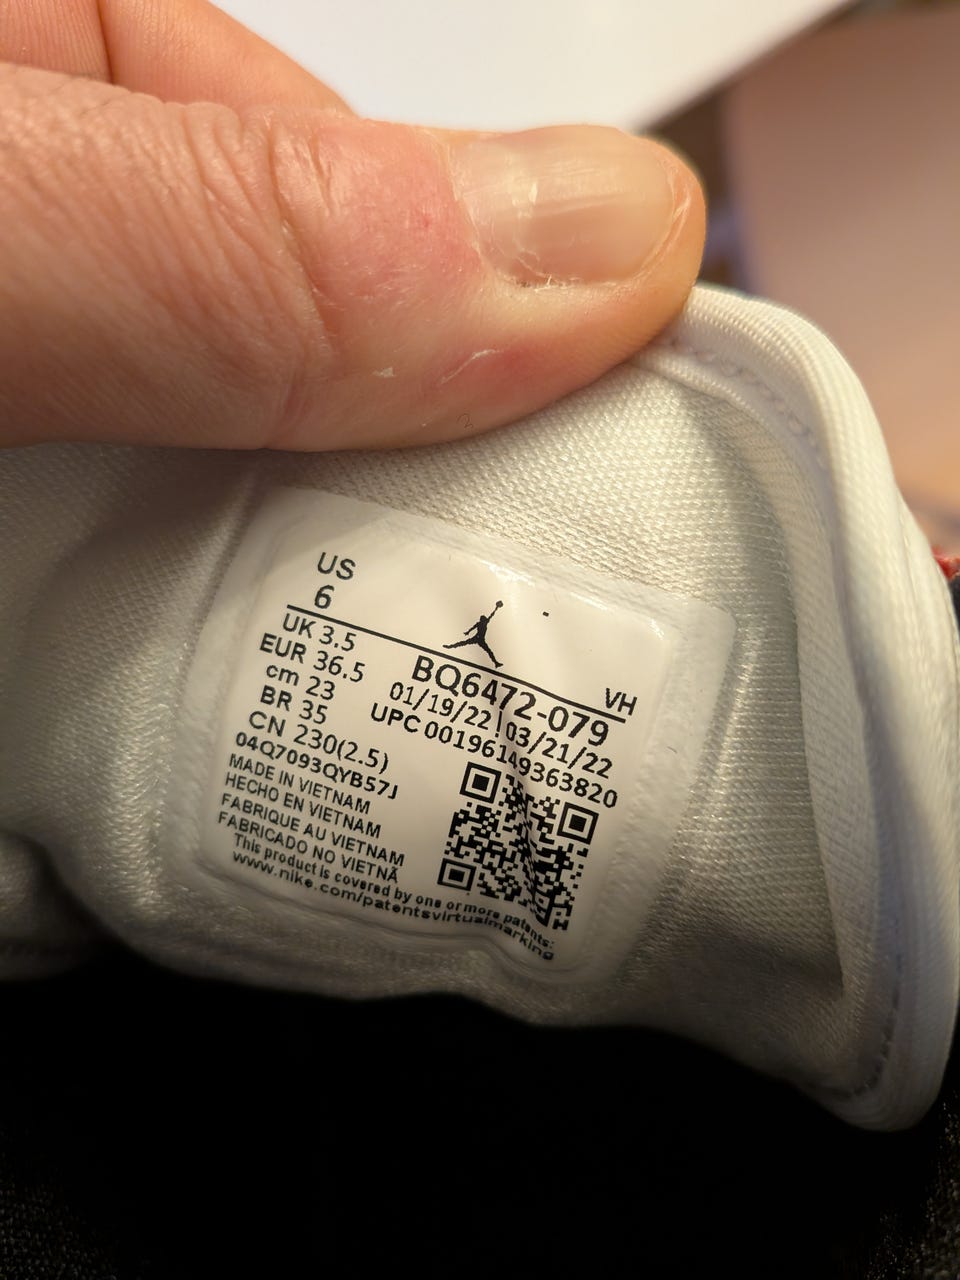 US
6
VH
UK 3.5
EUR 36.5
cm 23
BR 35
CN 230(2.5)
04Q7093QYB57J
BQ6472-079
01/19/22|03/21/22
UPC 00196149363820
MADE IN VIETNAM
HECHO EN VIETNAM
FABRIQUE AU VIETNAM
FABRICADO NO VIETNÃ
This product is covered by one or more patents:
www.nike.com/patentsvirtualmarking